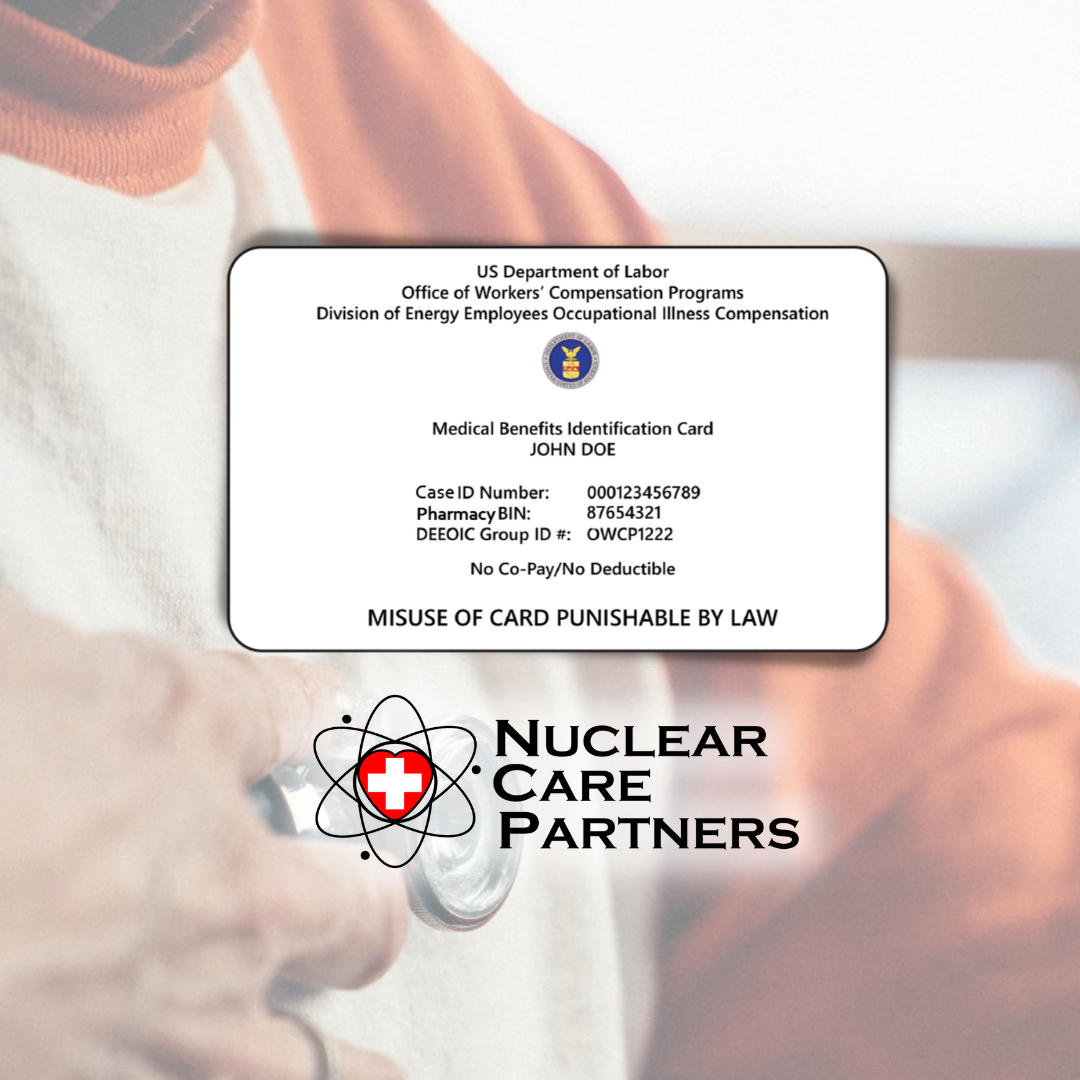 US Department of Labor
Office of Workers' Compensation Programs
Division of Energy Employees Occupational Illness Compensation
Medical Benefits Identification Card
JOHN DOE
Case ID Number: 000123456789
Pharmacy BIN: 87654321
DEEOIC Group ID #: OWCP1222
No Co-Pay/No Deductible
MISUSE OF CARD PUNISHABLE BY LAW
NUCLEAR
CARE
PARTNERS